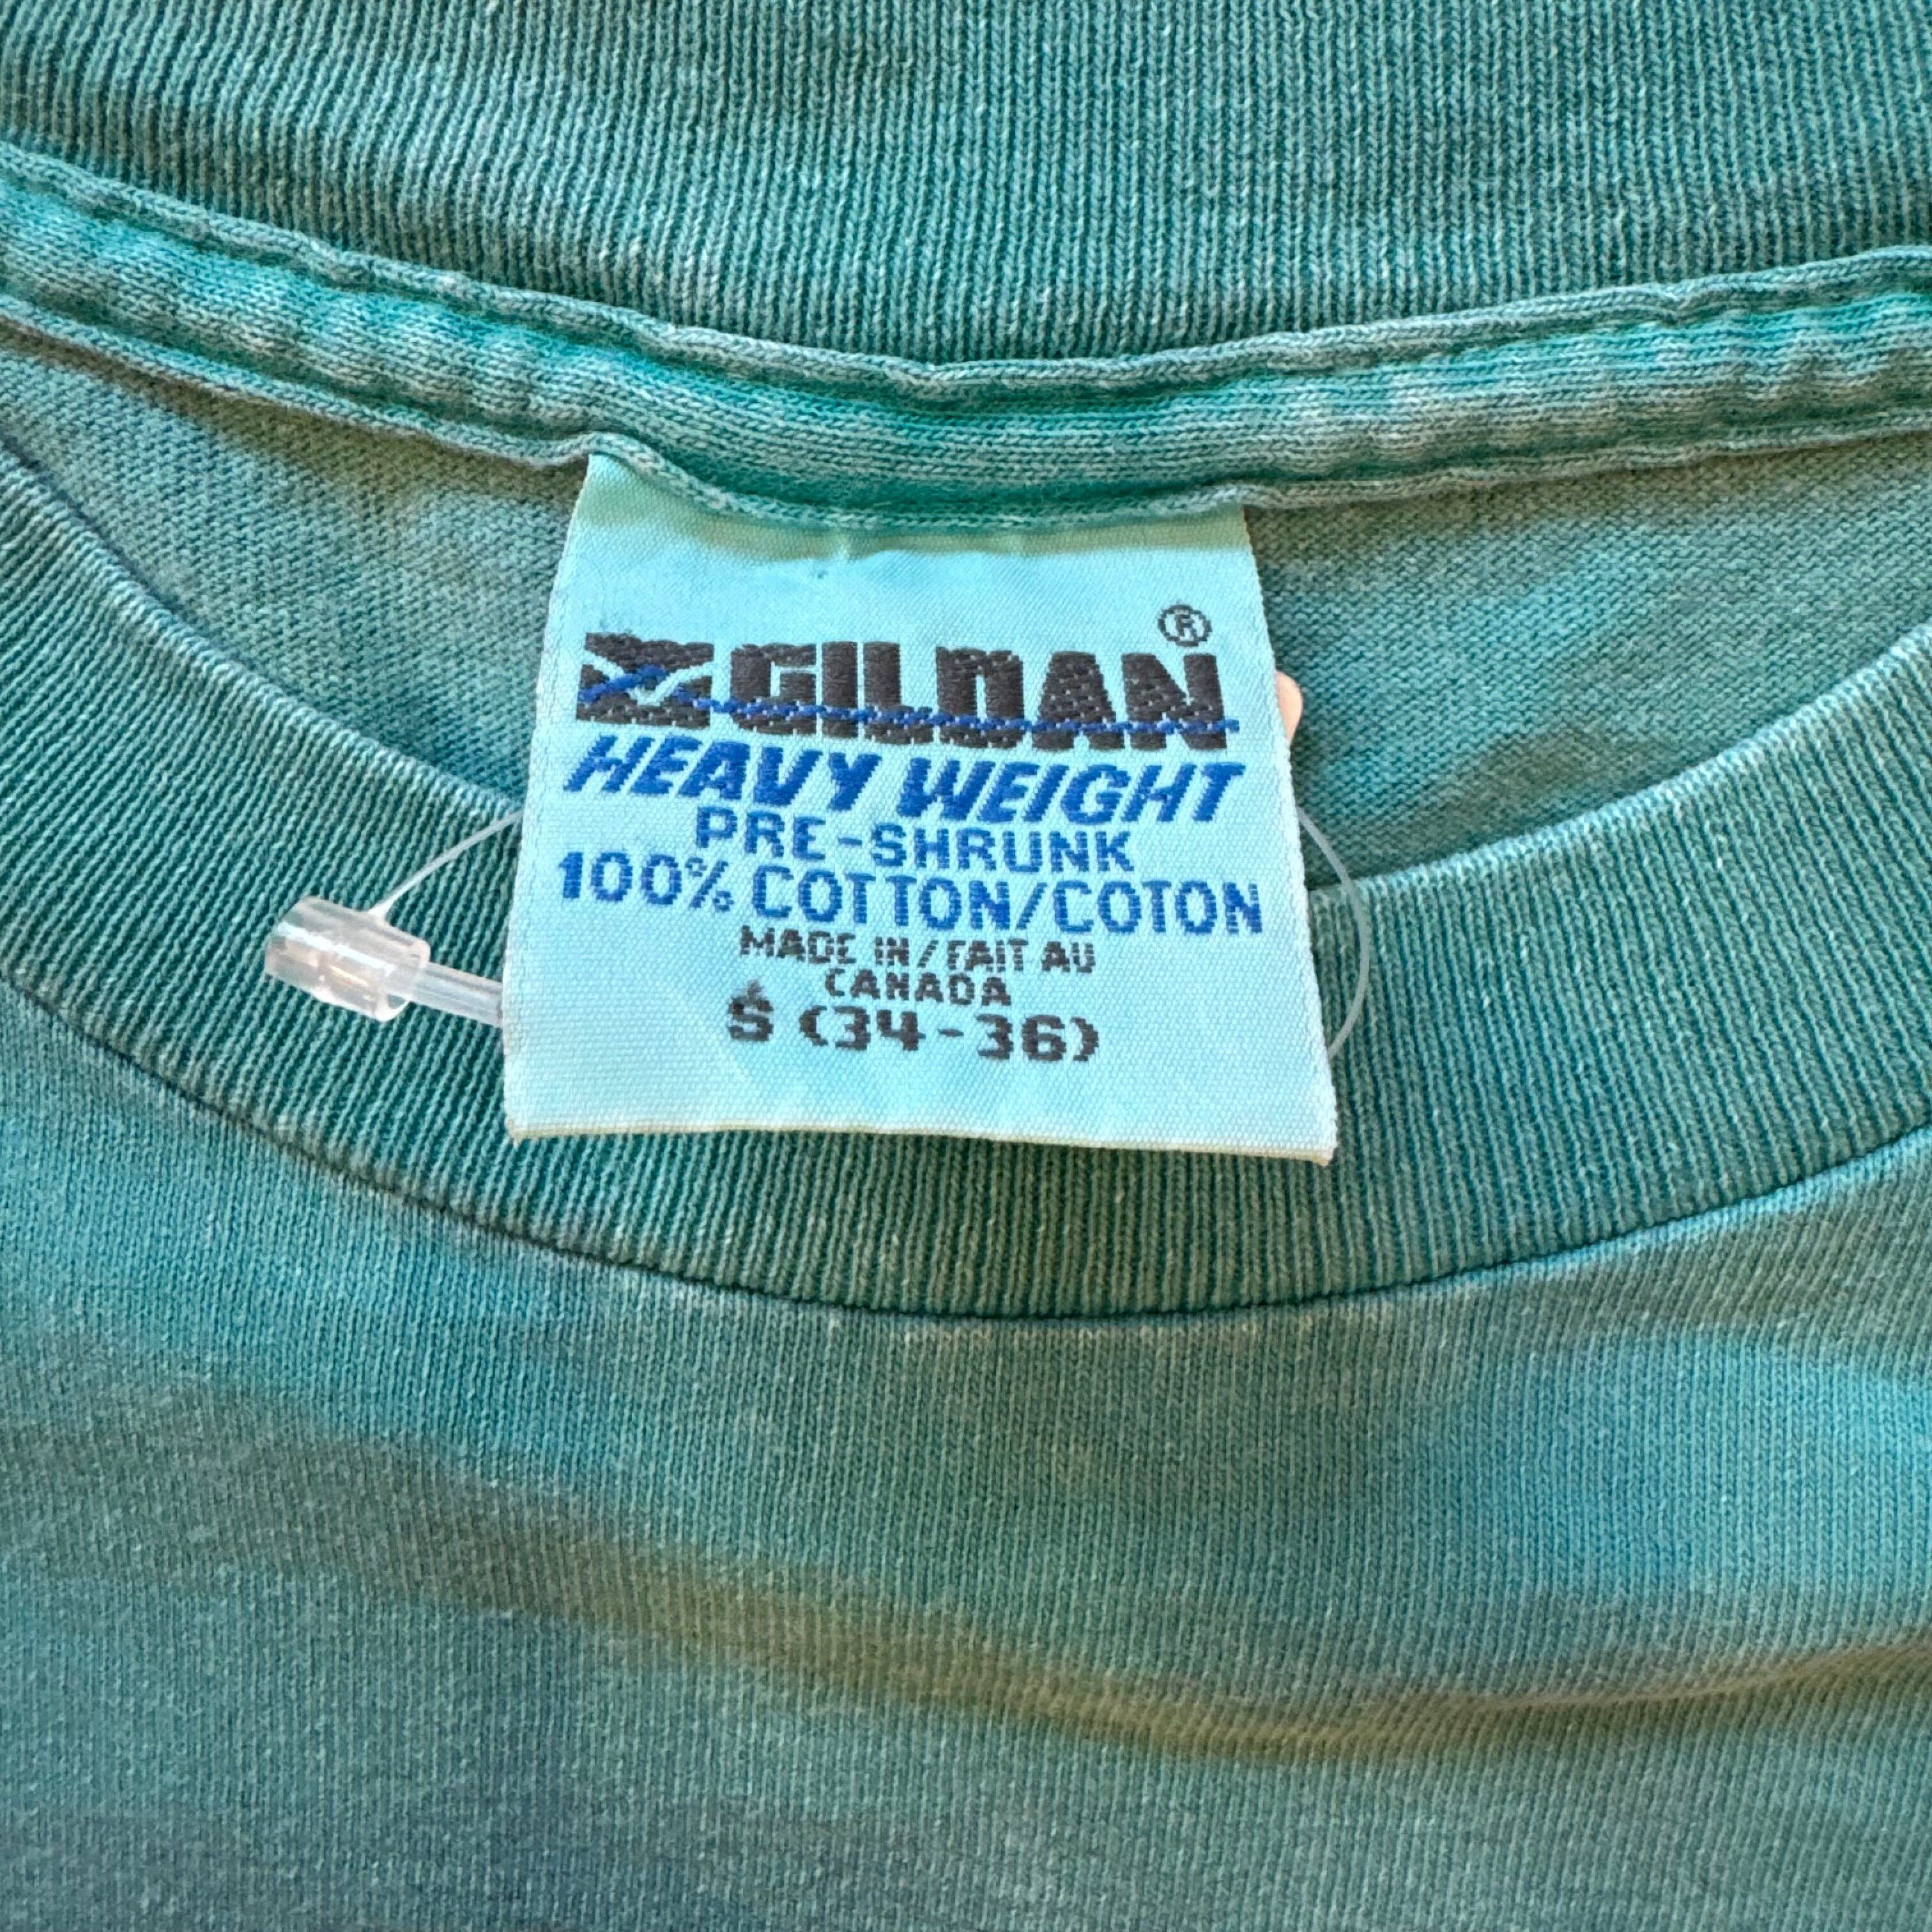 GILDAN®
HEAVY WEIGHT
PRE-SHRUNK
100% COTTON/COTON
MADE IN/FAIT AU
CANADA
S (34-36)